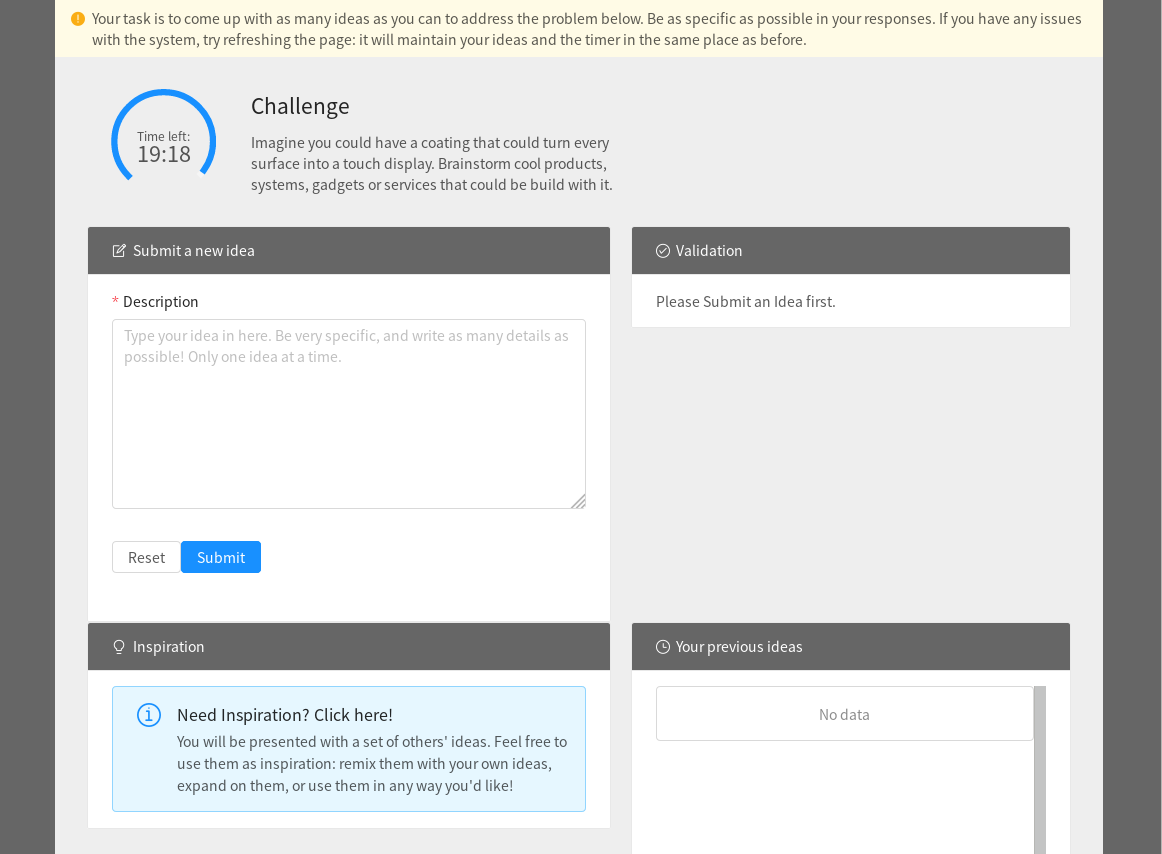 Your task is to come up with as many ideas as you can to address the problem below. Be as specific as possible in your responses. If you have any issues
with the system, try refreshing the page: it will maintain your ideas and the timer in the same place as before.
Time left:
19:18
Challenge
Imagine you could have a coating that could turn every
surface into a touch display. Brainstorm cool products,
systems, gadgets or services that could be build with it.
Submit a new idea
* Description
Type your idea in here. Be very specific, and write as many details as
possible! Only one idea at a time.
Reset
Submit
Validation
Please Submit an Idea first.
Inspiration
Need Inspiration? Click here!
You will be presented with a set of others' ideas. Feel free to
use them as inspiration: remix them with your own ideas,
expand on them, or use them in any way you'd like!
Your previous ideas
No data